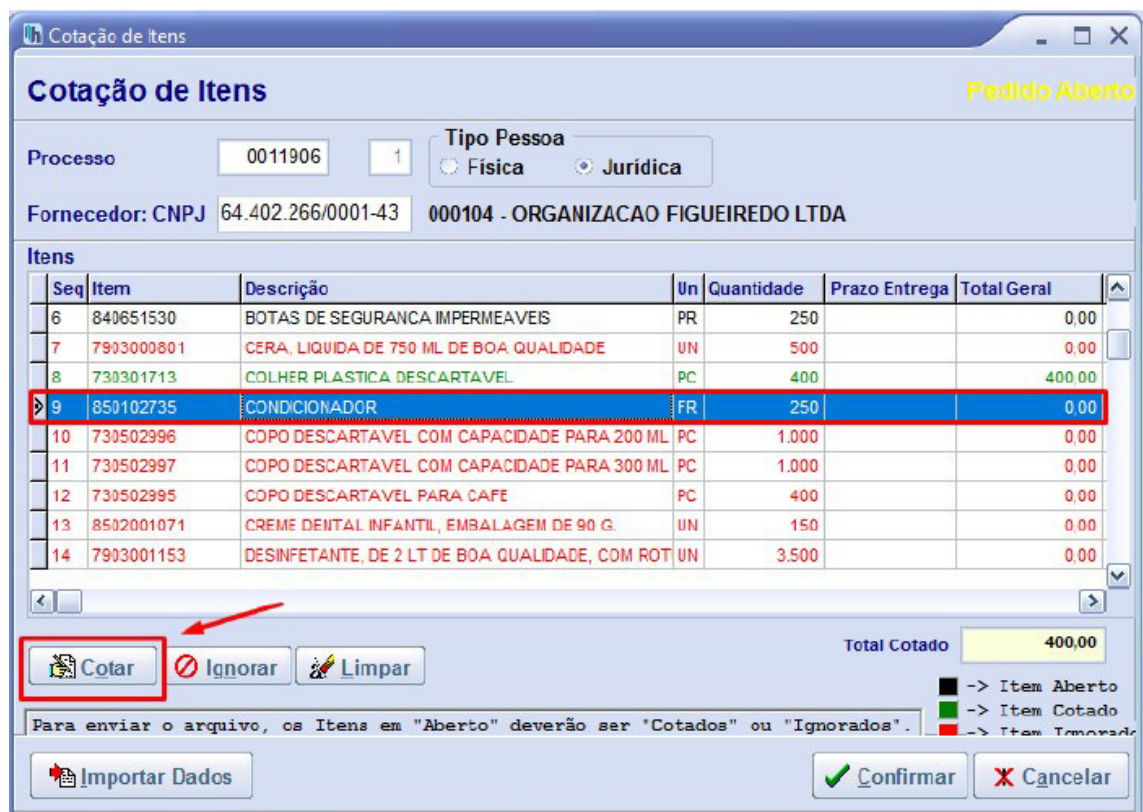 Cotação de Itens
Cotação de Itens Pedido Aberto
Tipo Pessoa
Processo 0011906 1 Física Jurídica
Fornecedor: CNPJ 64.402.266/0001-43 000104 - ORGANIZACAO FIGUEIREDO LTDA
Itens
Seq Item Descrição Un Quantidade Prazo Entrega Total Geral
6 840651530 BOTAS DE SEGURANCA IMPERMEAVEIS PR 250 0,00
7 7903000801 CERA, LIQUIDA DE 750 ML DE BOA QUALIDADE UN 500 0,00
8 730301713 COLHER PLASTICA DESCARTAVEL PC 400 400,00
9 850102735 CONDICIONADOR FR 250 0,00
10 730502996 COPO DESCARTAVEL COM CAPACIDADE PARA 200 ML PC 1.000 0,00
11 730502997 COPO DESCARTAVEL COM CAPACIDADE PARA 300 ML PC 1.000 0,00
12 730502995 COPO DESCARTAVEL PARA CAFE PC 400 0,00
13 8502001071 CREME DENTAL INFANTIL, EMBALAGEM DE 90 G. UN 150 0,00
14 7903001153 DESINFETANTE, DE 2 LT DE BOA QUALIDADE, COM ROT UN 3.500 0,00
Total Cotado 400,00
Cotar Ignorar Limpar
-> Item Aberto
-> Item Cotado
-> Item Ignorado
Para enviar o arquivo, os Itens em "Aberto" deverão ser "Cotados" ou "Ignorados".
Importar Dados Confirmar Cancelar